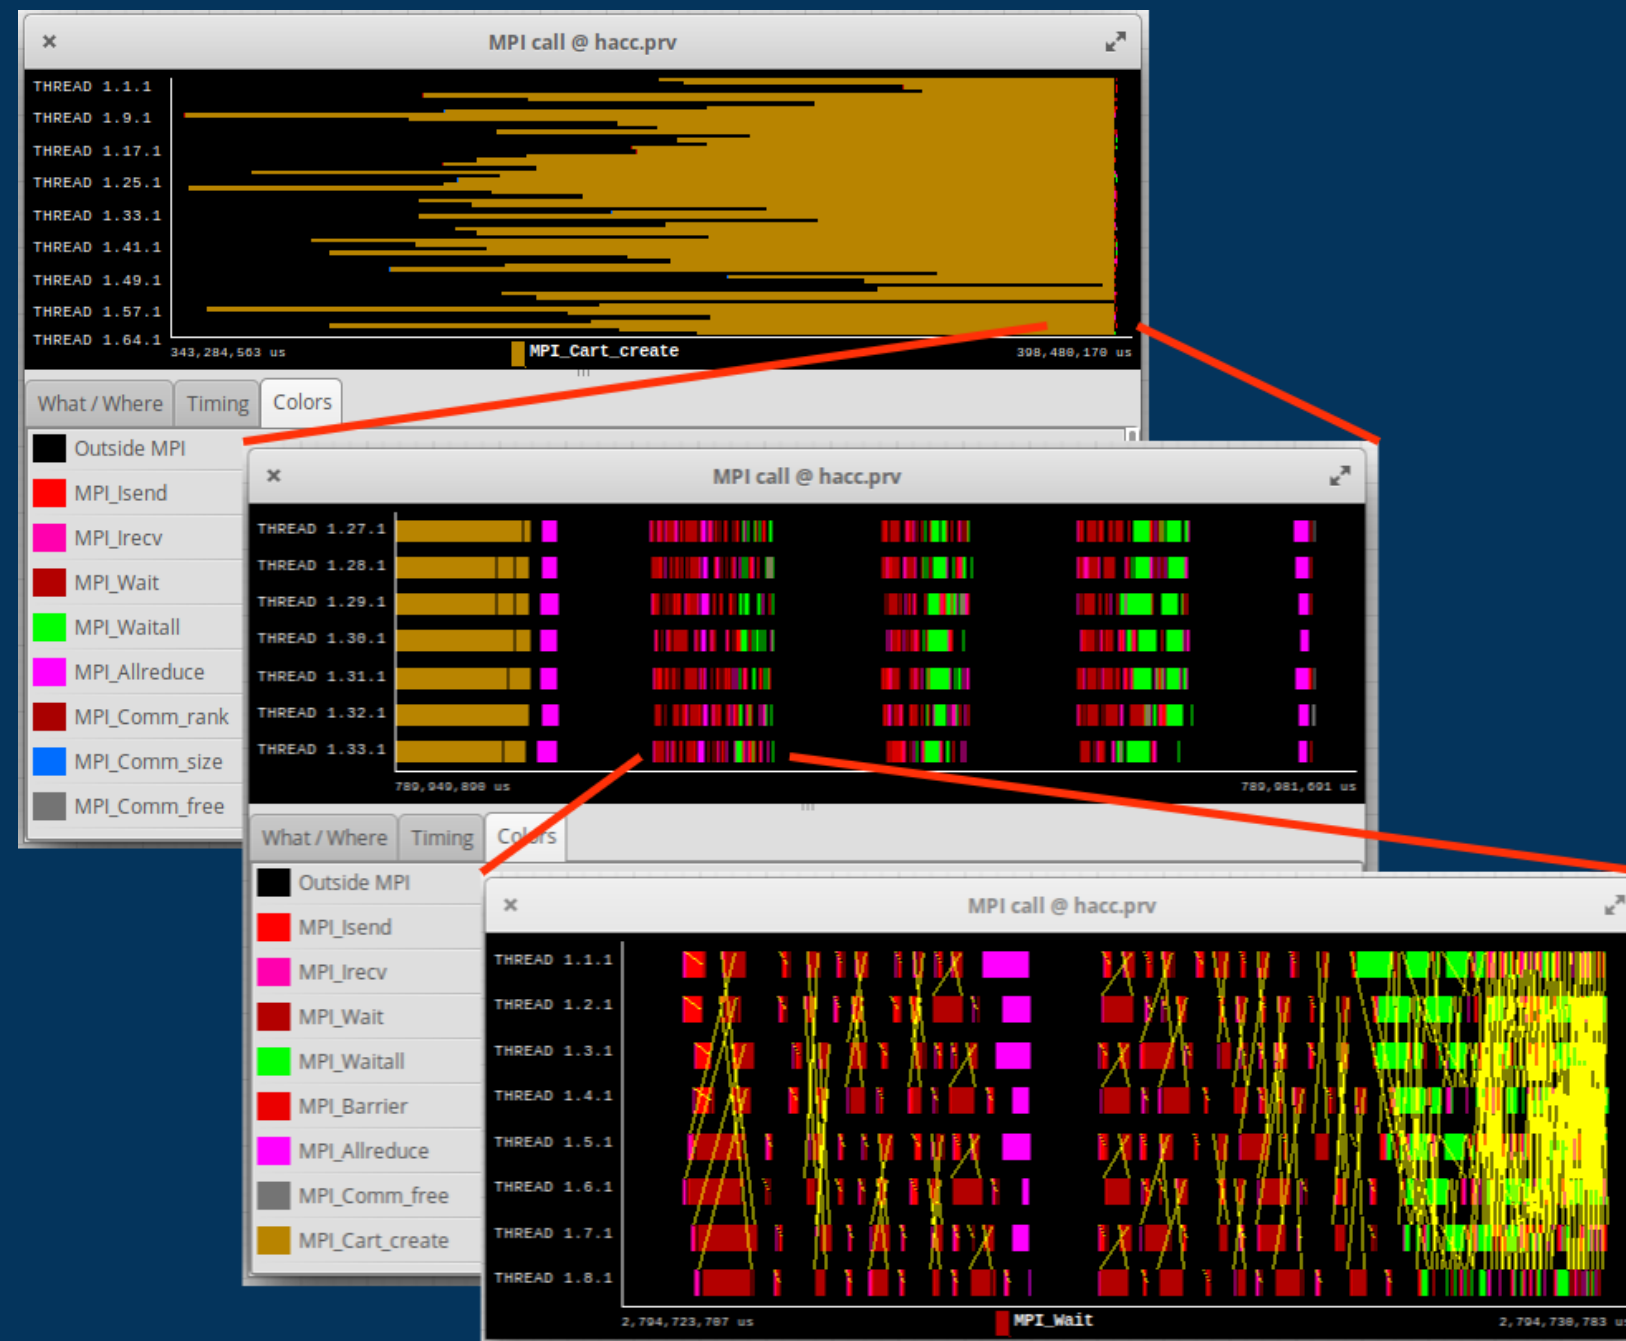 MPI call @ hacc.prv
THREAD 1.1.1
THREAD 1.9.1
THREAD 1.17.1
THREAD 1.25.1
THREAD 1.33.1
THREAD 1.41.1
THREAD 1.49.1
THREAD 1.57.1
THREAD 1.64.1
343,284,563 us
MPI_Cart_create
398,480,170 us
What / Where Timing Colors
Outside MPI
MPI_Isend
MPI_Irecv
MPI_Wait
MPI_Waitall
MPI_Allreduce
MPI_Comm_rank
MPI_Comm_size
MPI_Comm_free
MPI call @ hacc.prv
THREAD 1.27.1
THREAD 1.28.1
THREAD 1.29.1
THREAD 1.30.1
THREAD 1.31.1
THREAD 1.32.1
THREAD 1.33.1
789,949,890 us
789,981,691 us
What / Where Timing Colors
Outside MPI
MPI_Isend
MPI_Irecv
MPI_Wait
MPI_Waitall
MPI_Barrier
MPI_Allreduce
MPI_Comm_free
MPI_Cart_create
MPI call @ hacc.prv
THREAD 1.1.1
THREAD 1.2.1
THREAD 1.3.1
THREAD 1.4.1
THREAD 1.5.1
THREAD 1.6.1
THREAD 1.7.1
THREAD 1.8.1
2,794,723,707 us
MPI_Wait
2,794,730,783 us